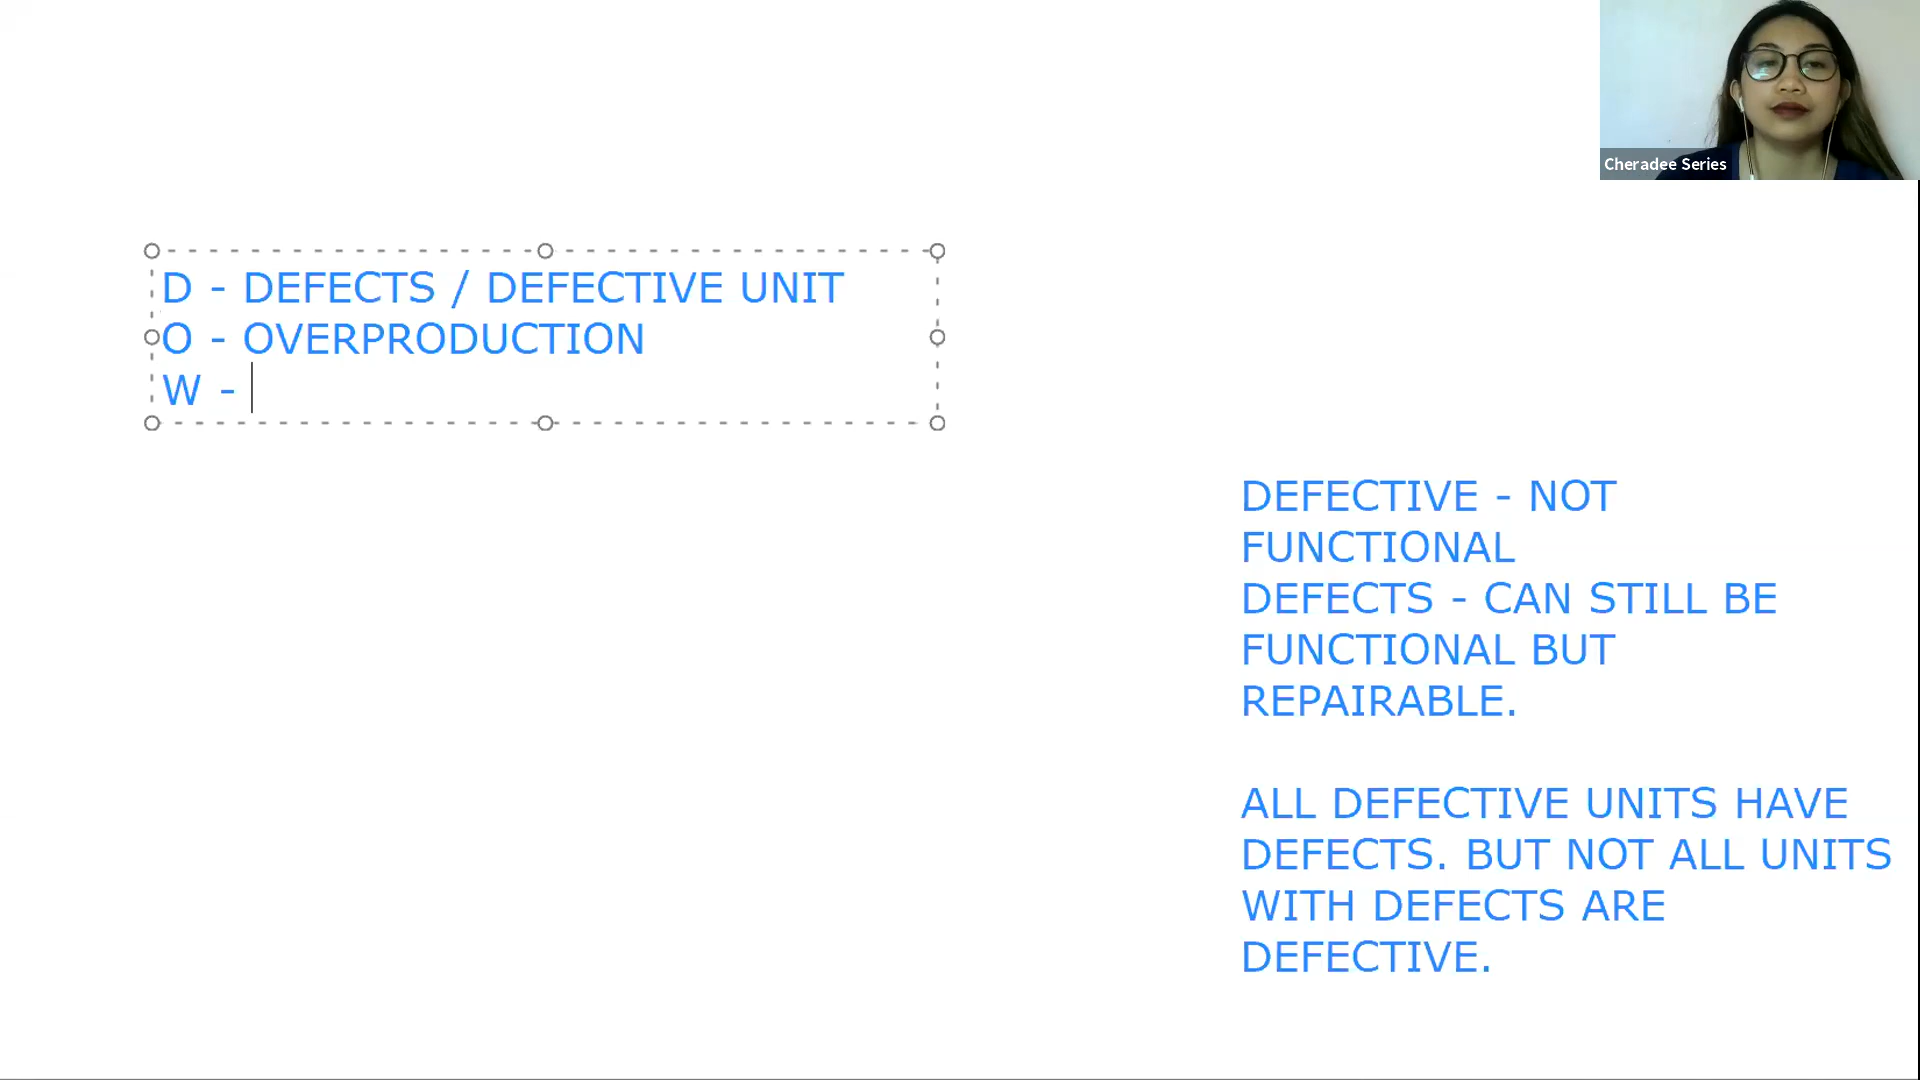 Cheradee Series
D - DEFECTS / DEFECTIVE UNIT
O - OVERPRODUCTION
W -
DEFECTIVE - NOT
FUNCTIONAL
DEFECTS - CAN STILL BE
FUNCTIONAL BUT
REPAIRABLE.
ALL DEFECTIVE UNITS HAVE
DEFECTS. BUT NOT ALL UNITS
WITH DEFECTS ARE
DEFECTIVE.